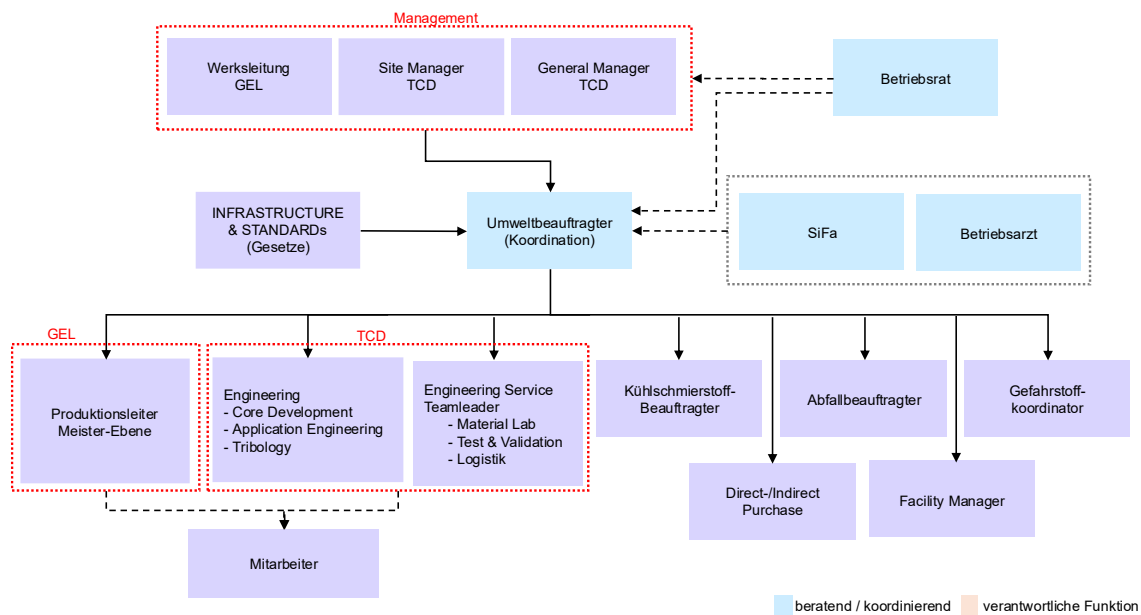 Management
Werksleitung
GEL
Site Manager
TCD
General Manager
TCD
Betriebsrat
INFRASTRUCTURE
& STANDARDs
(Gesetze)
Umweltbeauftragter
(Koordination)
SiFa
Betriebsarzt
GEL
TCD
Produktionsleiter
Meister-Ebene
Engineering
- Core Development
- Application Engineering
- Tribology
Engineering Service
Teamleader
- Material Lab
- Test & Validation
- Logistik
Kühlschmierstoff-
Beauftragter
Abfallbeauftragter
Gefahrstoff-
koordinator
Direct-/Indirect
Purchase
Facility Manager
Mitarbeiter
beratend / koordinierend
verantwortliche Funktion